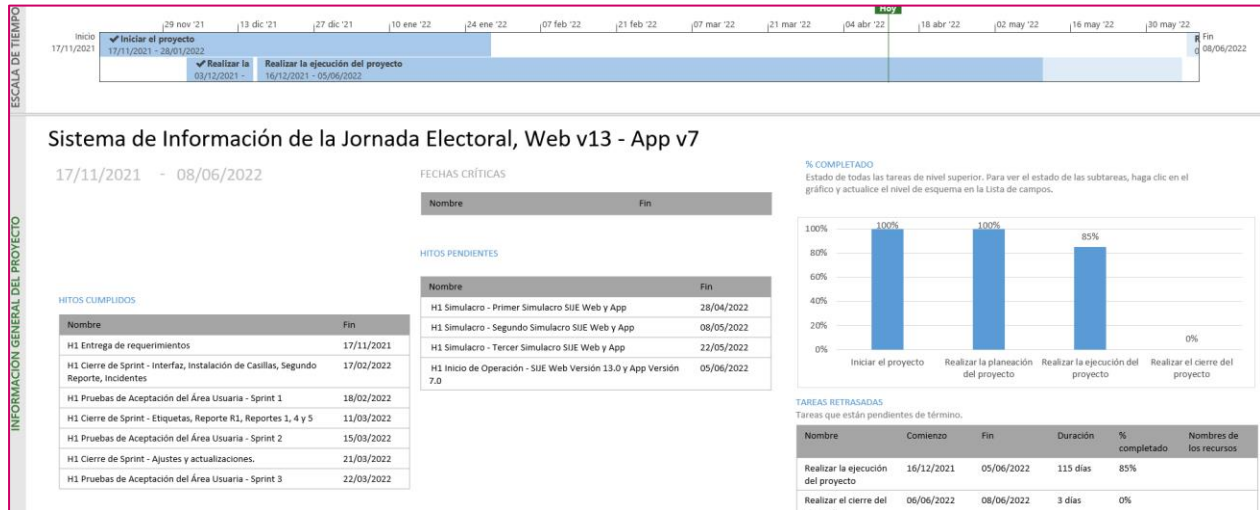 ESCALA DE TIEMPO
Hoy
29 nov '21 13 dic '21 27 dic '21 10 ene '22 24 ene '22 07 feb '22 21 feb '22 07 mar '22 21 mar '22 04 abr '22 18 abr '22 02 may '22 16 may '22 30 may '22
Inicio
17/11/2021
✔Iniciar el proyecto
17/11/2021 - 28/01/2022
R
0
Fin
08/06/2022
✔Realizar la
03/12/2021 -
Realizar la ejecución del proyecto
16/12/2021 - 05/06/2022
INFORMACIÓN GENERAL DEL PROYECTO
Sistema de Información de la Jornada Electoral, Web v13 - App v7
17/11/2021 - 08/06/2022
HITOS CUMPLIDOS
Nombre Fin
H1 Entrega de requerimientos 17/11/2021
H1 Cierre de Sprint - Interfaz, Instalación de Casillas, Segundo 17/02/2022
Reporte, Incidentes
H1 Pruebas de Aceptación del Área Usuaria - Sprint 1 18/02/2022
H1 Cierre de Sprint - Etiquetas, Reporte R1, Reportes 1, 4 y 5 11/03/2022
H1 Pruebas de Aceptación del Área Usuaria - Sprint 2 15/03/2022
H1 Cierre de Sprint - Ajustes y actualizaciones. 21/03/2022
H1 Pruebas de Aceptación del Área Usuaria - Sprint 3 22/03/2022
FECHAS CRÍTICAS
Nombre Fin
HITOS PENDIENTES
Nombre Fin
H1 Simulacro - Primer Simulacro SIJE Web y App 28/04/2022
H1 Simulacro - Segundo Simulacro SIJE Web y App 08/05/2022
H1 Simulacro - Tercer Simulacro SIJE Web y App 22/05/2022
H1 Inicio de Operación - SIJE Web Versión 13.0 y App Versión 05/06/2022
7.0
% COMPLETADO
Estado de todas las tareas de nivel superior. Para ver el estado de las subtareas, haga clic en el
gráfico y actualice el nivel de esquema en la Lista de campos.
100%
80%
60%
40%
20%
0%
100% 100% 85% 0%
Iniciar el proyecto
Realizar la planeación
del proyecto
Realizar la ejecución del
proyecto
Realizar el cierre del
proyecto
TAREAS RETRASADAS
Tareas que están pendientes de término.
Nombre Comienzo Fin Duración % Nombres de
completado los recursos
Realizar la ejecución 16/12/2021 05/06/2022 115 días 85%
del proyecto
Realizar el cierre del 06/06/2022 08/06/2022 3 días 0%